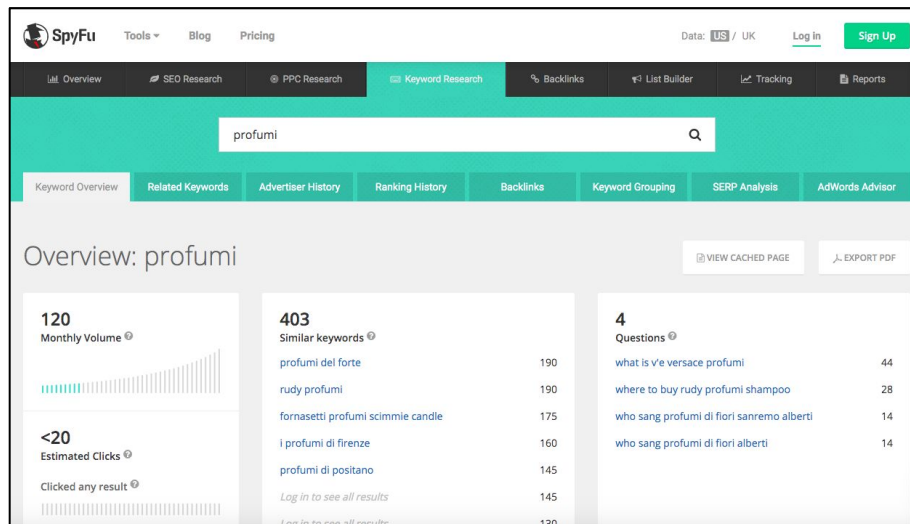 SpyFu Tools Blog Pricing Data: US / UK Log in Sign Up
Overview SEO Research PPC Research Keyword Research Backlinks List Builder Tracking Reports
profumi
Keyword Overview Related Keywords Advertiser History Ranking History Backlinks Keyword Grouping SERP Analysis AdWords Advisor
Overview: profumi
VIEW CACHED PAGE EXPORT PDF
120
Monthly Volume
<20
Estimated Clicks
Clicked any result
403
Similar keywords
profumi del forte 190
rudy profumi 190
fornasetti profumi scimmie candle 175
i profumi di firenze 160
profumi di positano 145
Log in to see all results 145
Log in to see all results 130
4
Questions
what is v'e versace profumi 44
where to buy rudy profumi shampoo 28
who sang profumi di fiori sanremo alberti 14
who sang profumi di fiori alberti 14